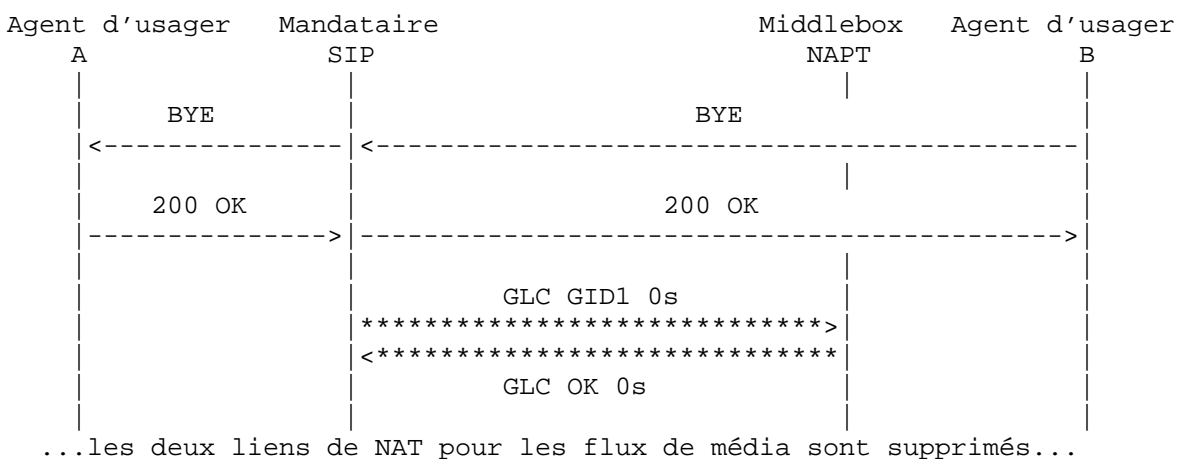 Agent d'usager Mandataire Middlebox Agent d'usager
A SIP NAPT B
BYE BYE
200 OK 200 OK
GLC GID1 0s
GLC OK 0s
...les deux liens de NAT pour les flux de média sont supprimés...